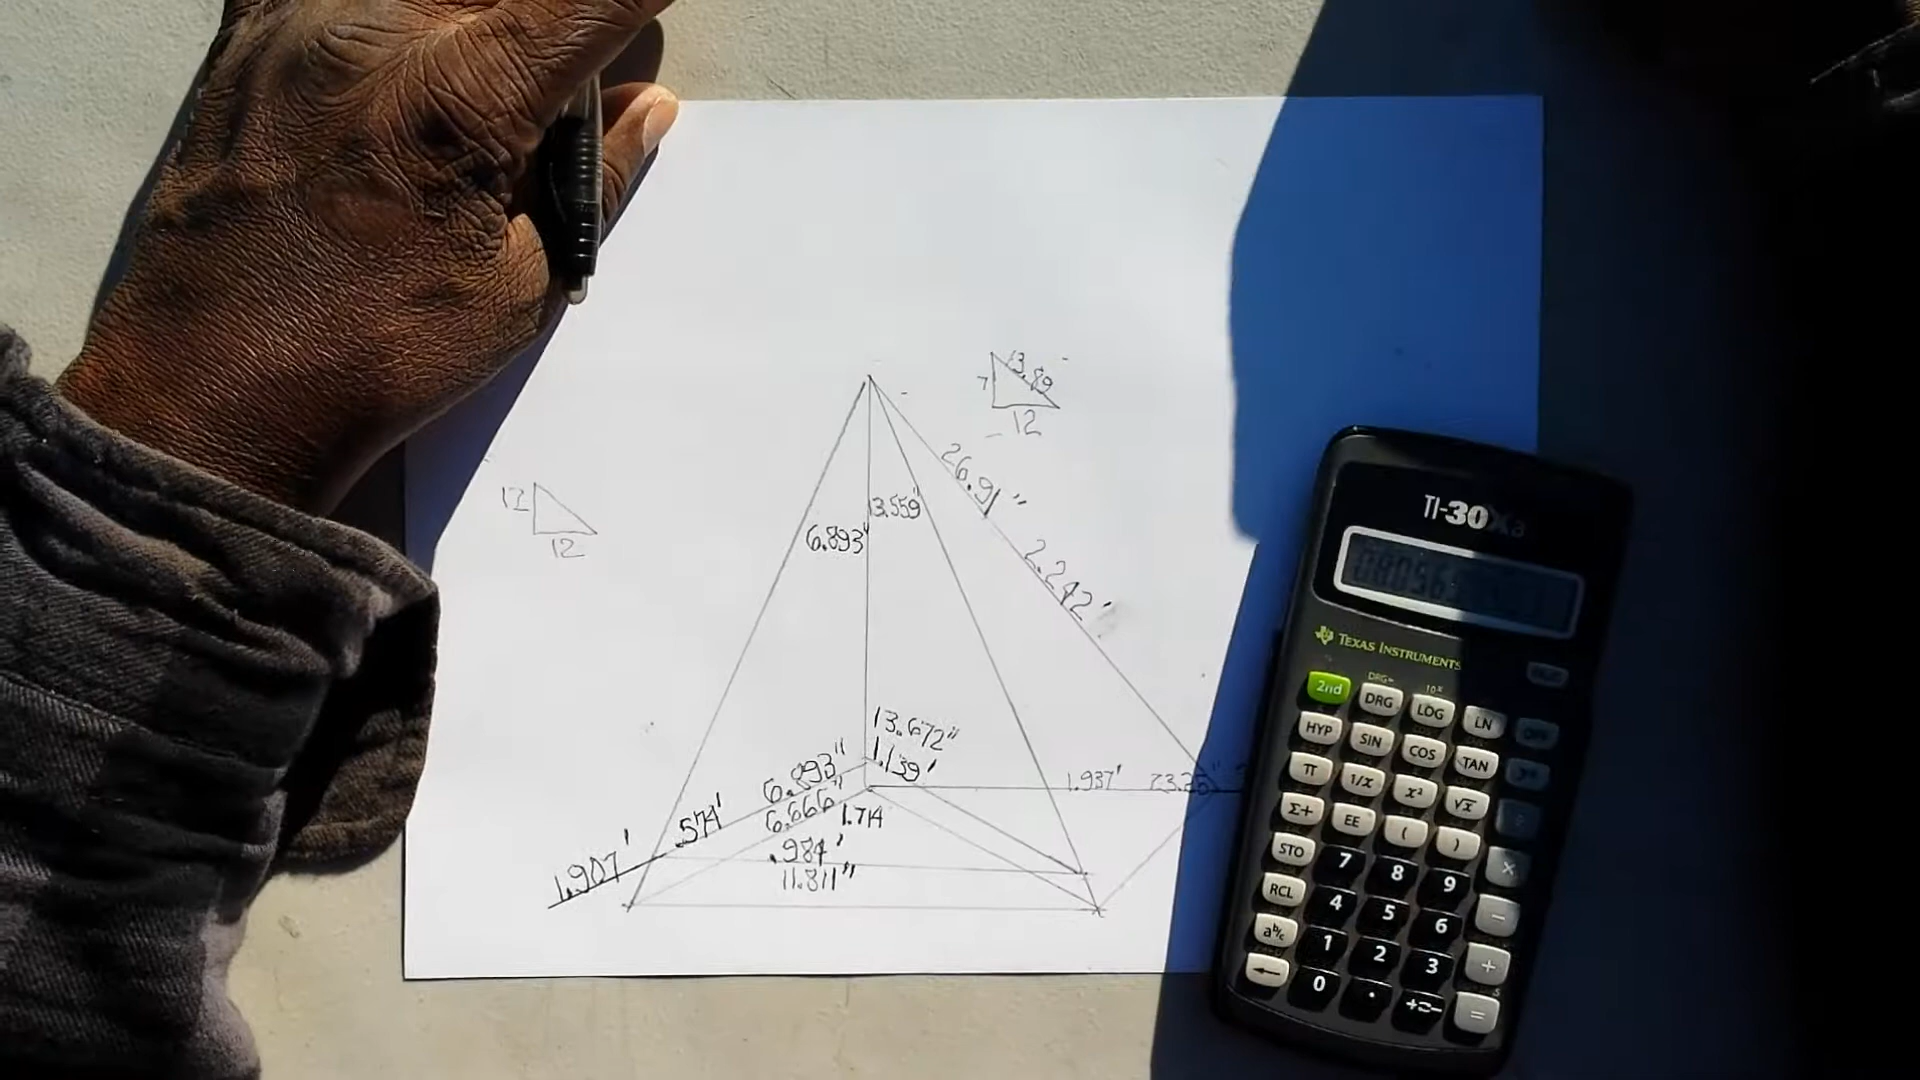 13.89
7
12
26.91"
12
12
13.559"
6.893'
2.242'
13.672"
1.139'
6.893"
6.666"
1.714
.574'
1.907'
.984'
11.811"
1.937'
TI-30Xa
TEXAS INSTRUMENTS
2nd
DRG
LOG
LN
HYP
SIN
COS
TAN
π
1/x
x²
√x
Σ+
EE
(
)
STO
7
8
9
×
RCL
4
5
6
−
a b/c
1
2
3
+
←
0
.
=